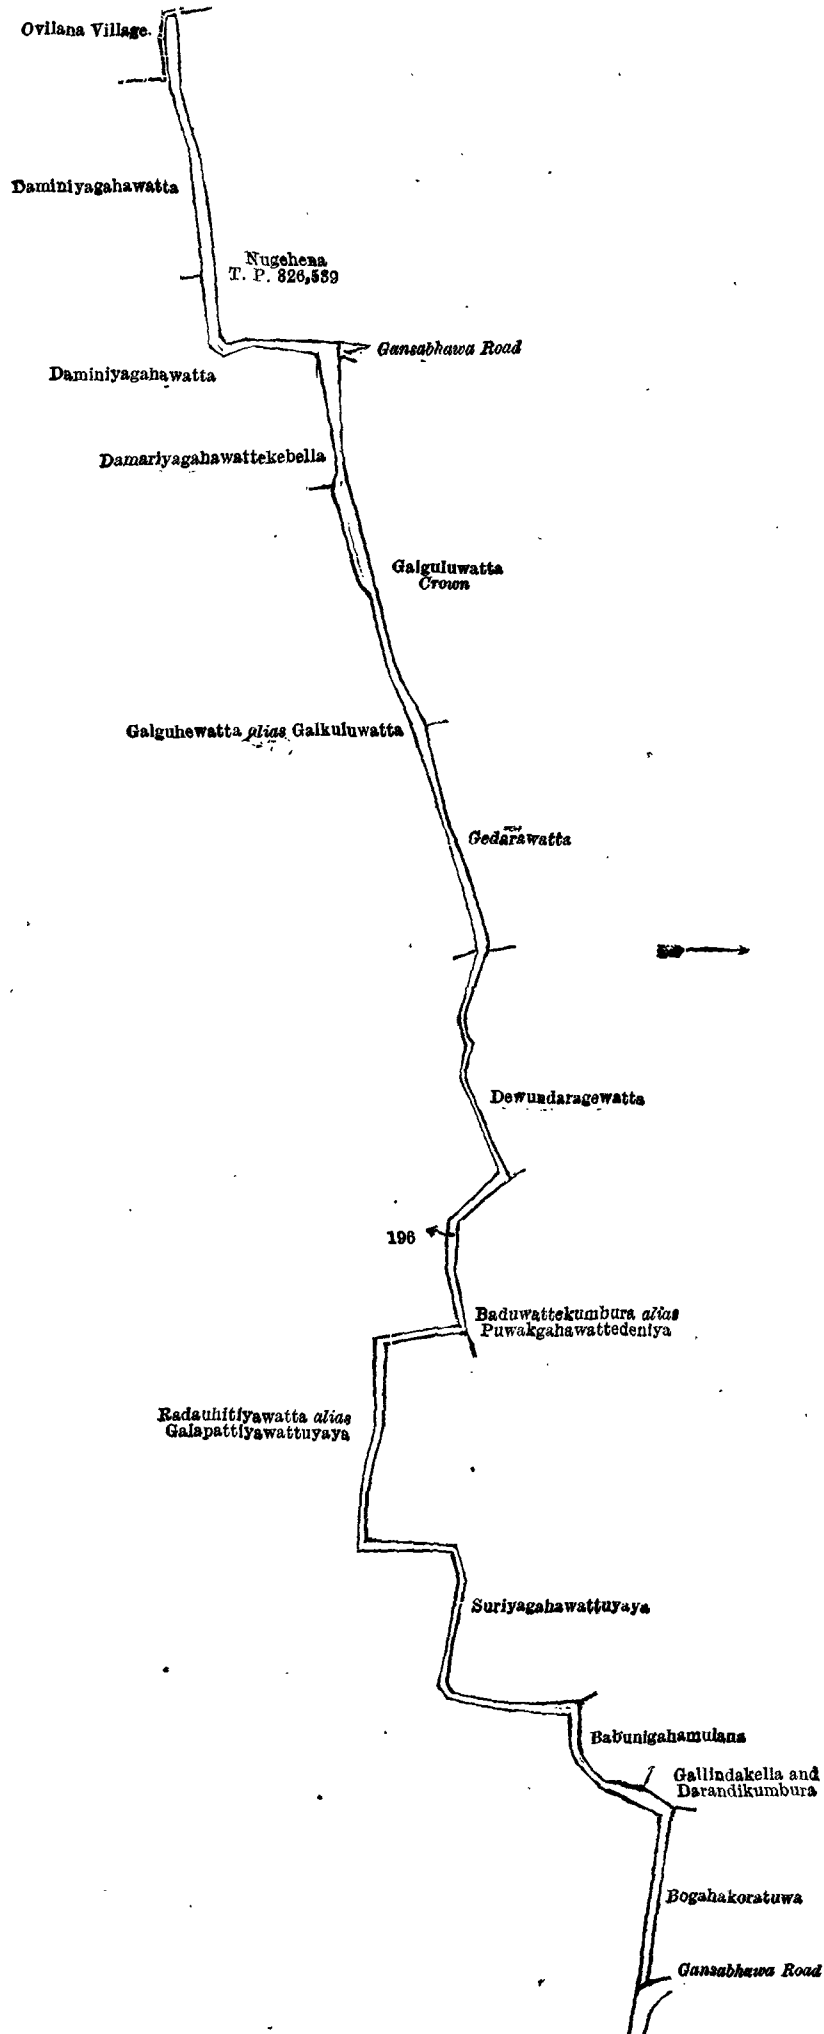 Ovilana Village.
Daminiyagahawatta
Nugehena
T. P. 326,539
Gansabhawa Road
Daminiyagahawatta
Damariyagahawattekebella
Galguluwatta
Crown
Galguhewatta alias Galkuluwatta
Gedarawatta
Dewundaragewatta
196
Baduwattekumbura alias
Puwakgahawattedeniya
Radauhitiyawatta alias
Galapattiyawattuyaya
Suriyagahawattuyaya
Babunigahamulana
Gallindakella and
Darandikumbura
Bogahakoratuwa
Gansabhawa Road